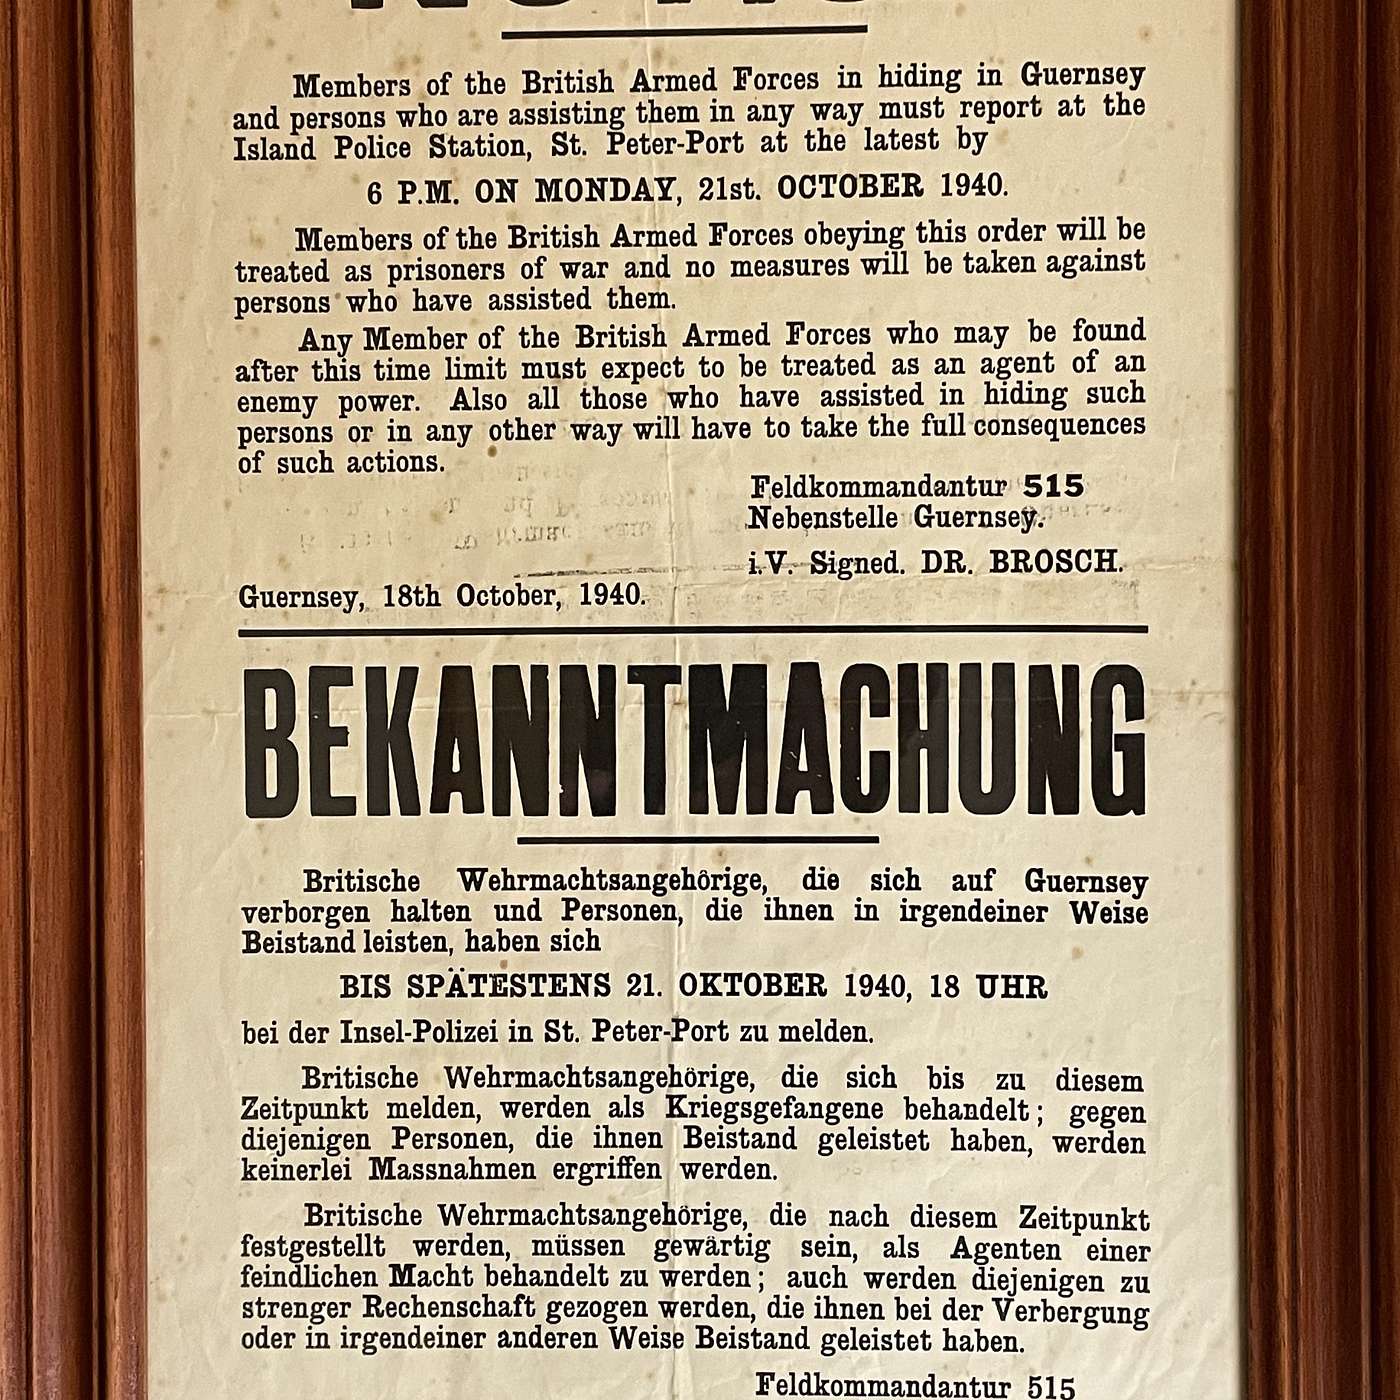 Members of the British Armed Forces in hiding in Guernsey
and persons who are assisting them in any way must report at the
Island Police Station, St. Peter-Port at the latest by
6 P.M. ON MONDAY, 21st. OCTOBER 1940.
Members of the British Armed Forces obeying this order will be
treated as prisoners of war and no measures will be taken against
persons who have assisted them.
Any Member of the British Armed Forces who may be found
after this time limit must expect to be treated as an agent of an
enemy power. Also all those who have assisted in hiding such
persons or in any other way will have to take the full consequences
of such actions.
Feldkommandantur 515
Nebenstelle Guernsey.
i.V. Signed. DR. BROSCH.
Guernsey, 18th October, 1940.
BEKANNTMACHUNG
Britische Wehrmachtsangehörige, die sich auf Guernsey
verborgen halten und Personen, die ihnen in irgendeiner Weise
Beistand leisten, haben sich
BIS SPÄTESTENS 21. OKTOBER 1940, 18 UHR
bei der Insel-Polizei in St. Peter-Port zu melden.
Britische Wehrmachtsangehörige, die sich bis zu diesem
Zeitpunkt melden, werden als Kriegsgefangene behandelt; gegen
diejenigen Personen, die ihnen Beistand geleistet haben, werden
keinerlei Massnahmen ergriffen werden.
Britische Wehrmachtsangehörige, die nach diesem Zeitpunkt
festgestellt werden, müssen gewärtig sein, als Agenten einer
feindlichen Macht behandelt zu werden; auch werden diejenigen zu
strenger Rechenschaft gezogen werden, die ihnen bei der Verbergung
oder in irgendeiner anderen Weise Beistand geleistet haben.
Feldkommandantur 515